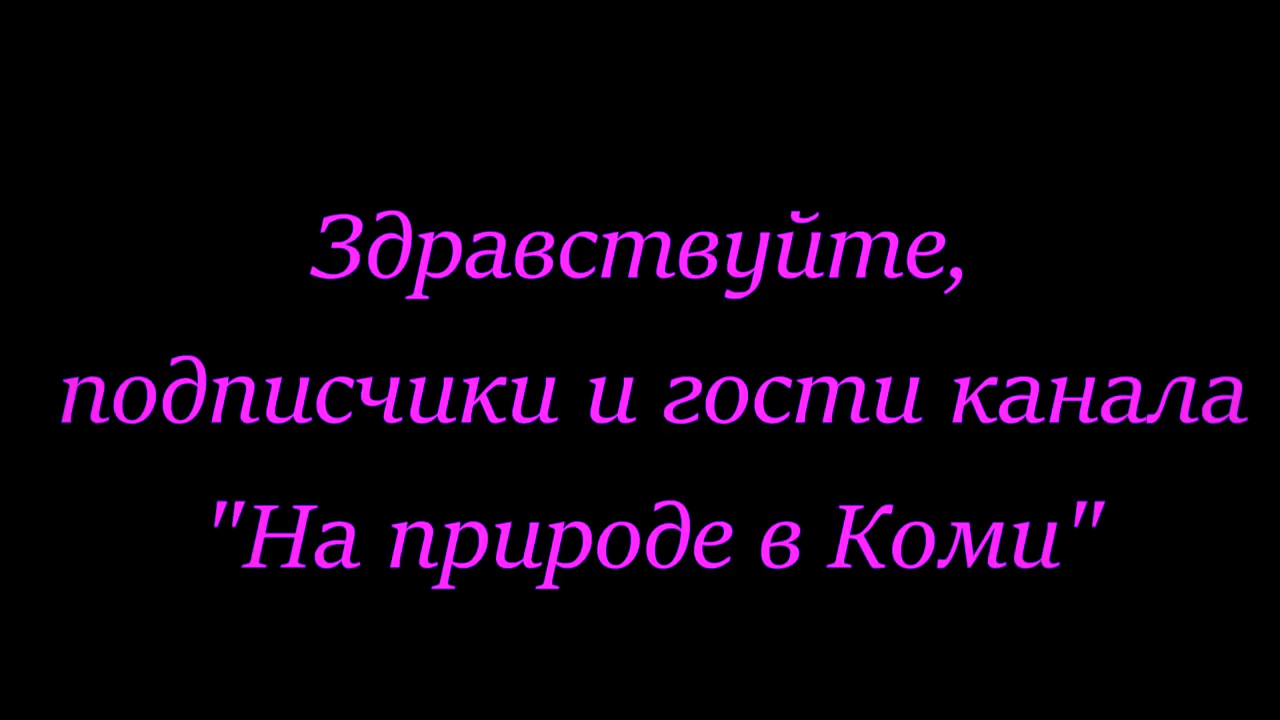 Здравствуйте,
подписчики и гости канала
"На природе в Коми"